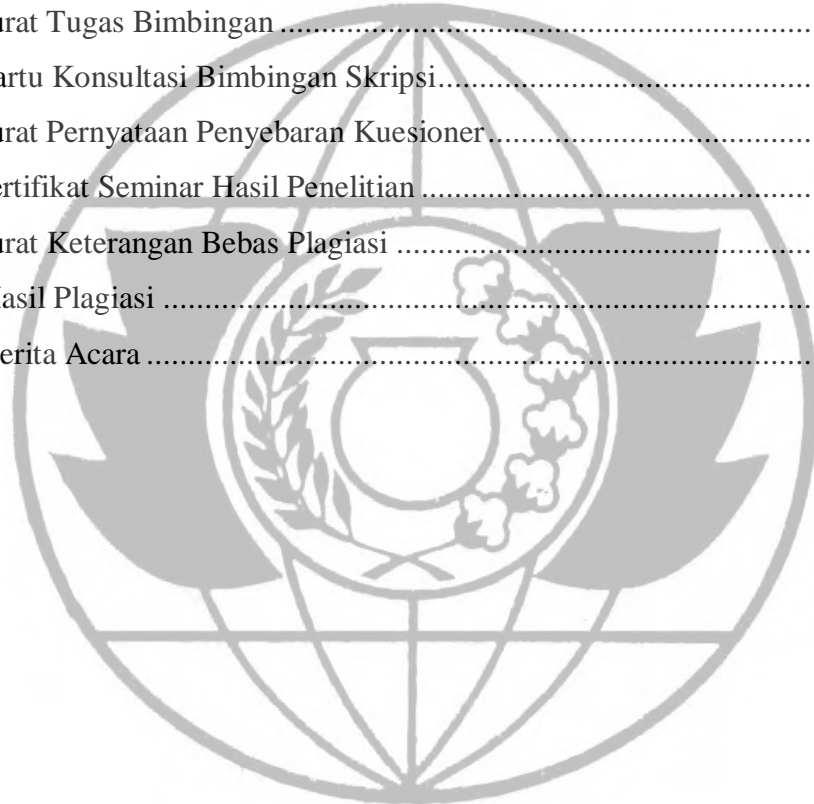 urat Tugas Bimbingan ........................................................................
artu Konsultasi Bimbingan Skripsi...................................................
urat Pernyataan Penyebaran Kuesioner............................................
ertifikat Seminar Hasil Penelitian .....................................................
urat Keterangan Bebas Plagiasi ........................................................
Hasil Plagiasi ....................................................................................
erita Acara .......................................................................................